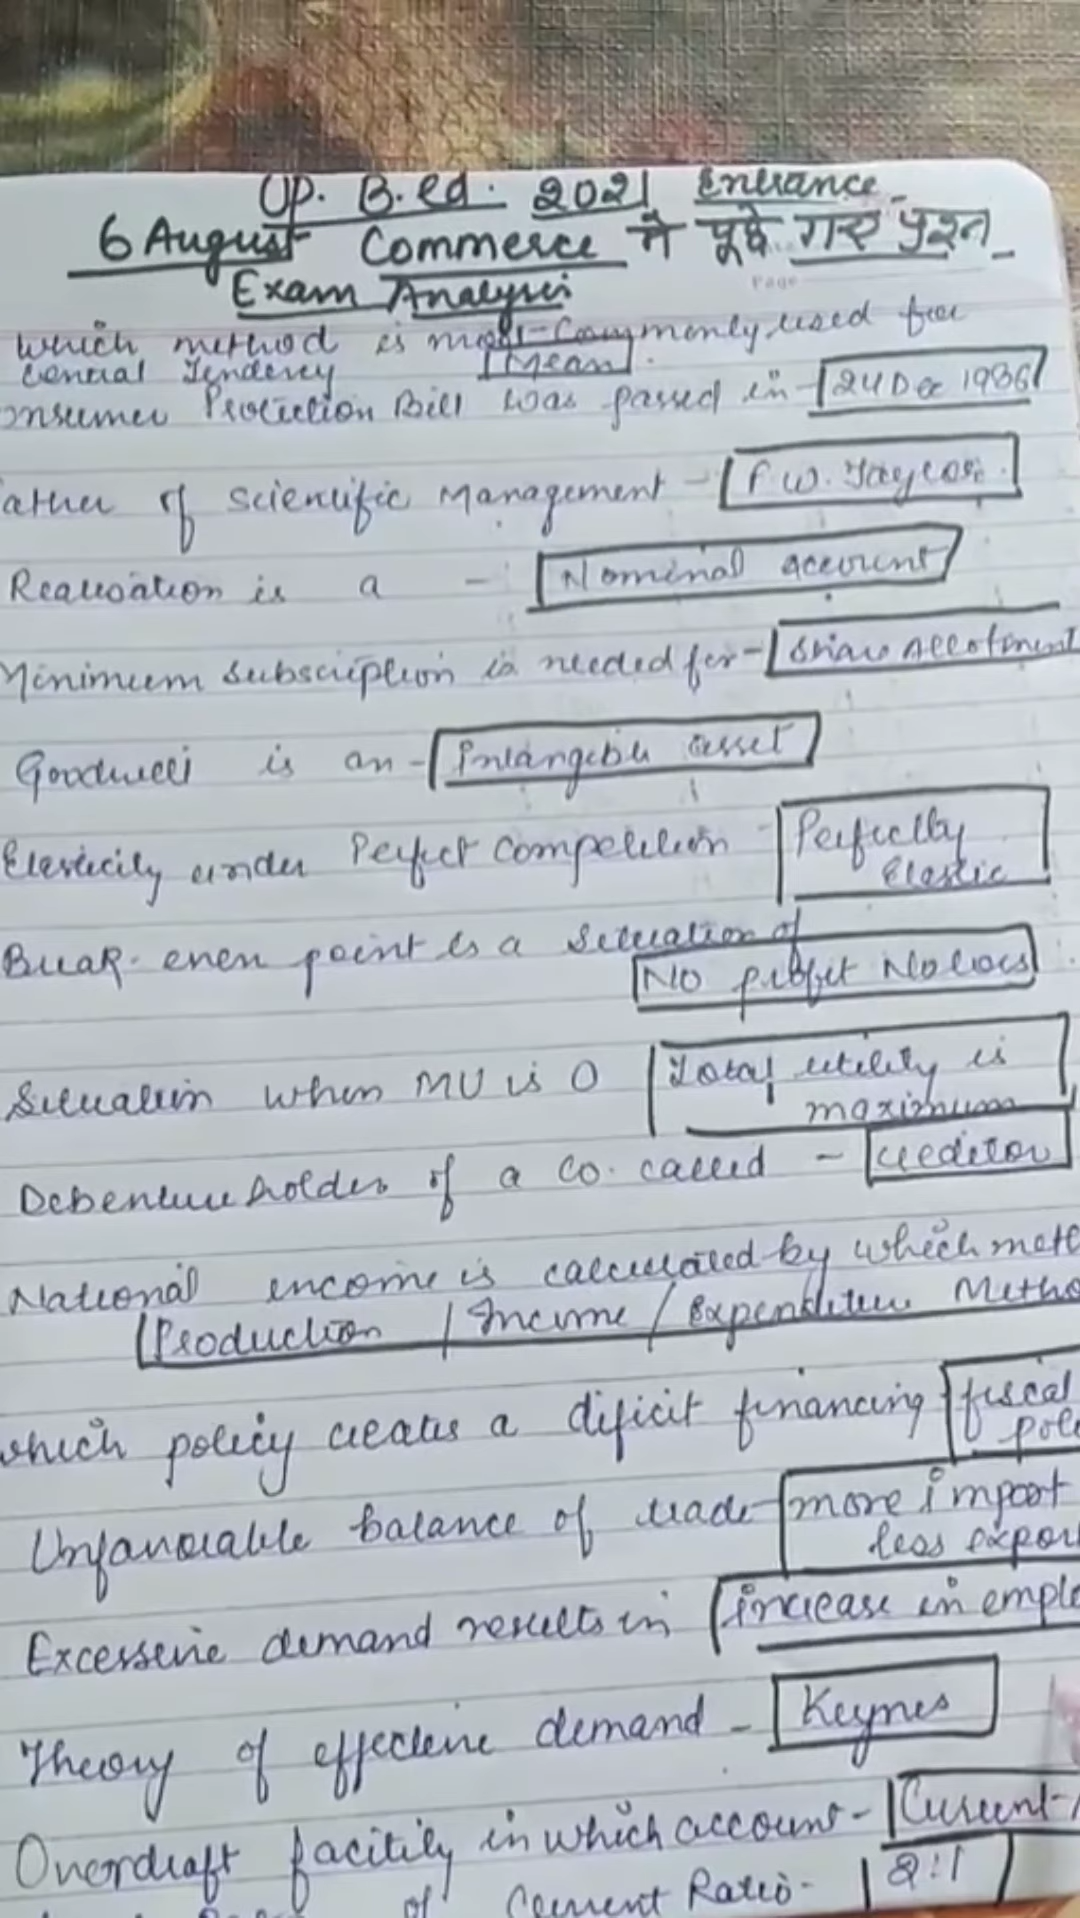 UP. B.ed. 2021 Entrance
6 August Commerce में पूछे गए प्रश्न
Exam Analysis
Page
which method is most Commonly used for
Central Tendency Mean
onsumer Protection Bill was passed in - 24 Dec 1986
ather of Scientific Management - F.W. Taylor.
Realisation is a - Nominal account
Minimum Subscription is needed for - Share Allotment
Goodwill is an - Intangible asset
Elasticity under Perfect Competition - Perfectly
Elastic
Break-even point is a Situation of
No profit No loss
Situation when MU is 0 Total utility is
maximum
Debenture holder of a Co. called - creditor
National income is calculated by which meth
Production / Income / Expenditure Metho
which policy creates a deficit financing fiscal
pol
Unfavourable balance of trade - more import
less expor
Excessive demand results in increase in emplo
Theory of effective demand - Keynes
Overdraft facility in which account - Current A
of Current Ratio - 2:1